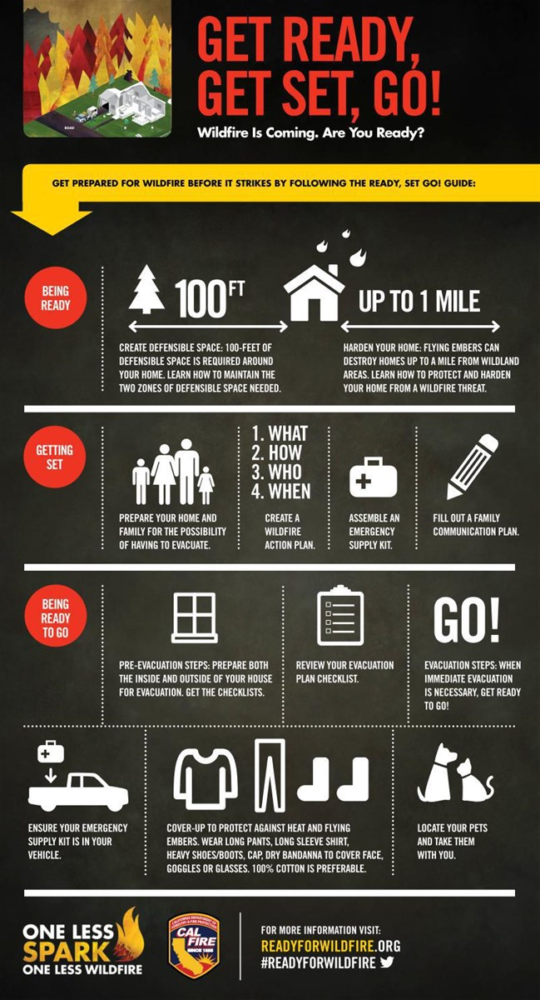 ROAD
GET READY,
GET SET, GO!
Wildfire Is Coming. Are You Ready?
GET PREPARED FOR WILDFIRE BEFORE IT STRIKES BY FOLLOWING THE READY, SET GO! GUIDE:
BEING
READY
100FT
UP TO 1 MILE
CREATE DEFENSIBLE SPACE: 100-FEET OF
DEFENSIBLE SPACE IS REQUIRED AROUND
YOUR HOME. LEARN HOW TO MAINTAIN THE
TWO ZONES OF DEFENSIBLE SPACE NEEDED.
HARDEN YOUR HOME: FLYING EMBERS CAN
DESTROY HOMES UP TO A MILE FROM WILDLAND
AREAS. LEARN HOW TO PROTECT AND HARDEN
YOUR HOME FROM A WILDFIRE THREAT.
GETTING
SET
PREPARE YOUR HOME AND
FAMILY FOR THE POSSIBILITY
OF HAVING TO EVACUATE.
1. WHAT
2. HOW
3. WHO
4. WHEN
CREATE A
WILDFIRE
ACTION PLAN.
ASSEMBLE AN
EMERGENCY
SUPPLY KIT.
FILL OUT A FAMILY
COMMUNICATION PLAN.
BEING
READY
TO GO
PRE-EVACUATION STEPS: PREPARE BOTH
THE INSIDE AND OUTSIDE OF YOUR HOUSE
FOR EVACUATION. GET THE CHECKLISTS.
REVIEW YOUR EVACUATION
PLAN CHECKLIST.
GO!
EVACUATION STEPS: WHEN
IMMEDIATE EVACUATION
IS NECESSARY, GET READY
TO GO!
ENSURE YOUR EMERGENCY
SUPPLY KIT IS IN YOUR
VEHICLE.
COVER-UP TO PROTECT AGAINST HEAT AND FLYING
EMBERS. WEAR LONG PANTS, LONG SLEEVE SHIRT,
HEAVY SHOES/BOOTS, CAP, DRY BANDANNA TO COVER FACE,
GOGGLES OR GLASSES. 100% COTTON IS PREFERABLE.
LOCATE YOUR PETS
AND TAKE THEM
WITH YOU.
ONE LESS
SPARK
ONE LESS WILDFIRE
CALIFORNIA DEPARTMENT OF
FORESTRY & FIRE PROTECTION
CAL
FIRE
SINCE 1885
FOR MORE INFORMATION VISIT:
READYFORWILDFIRE.ORG
#READYFORWILDFIRE